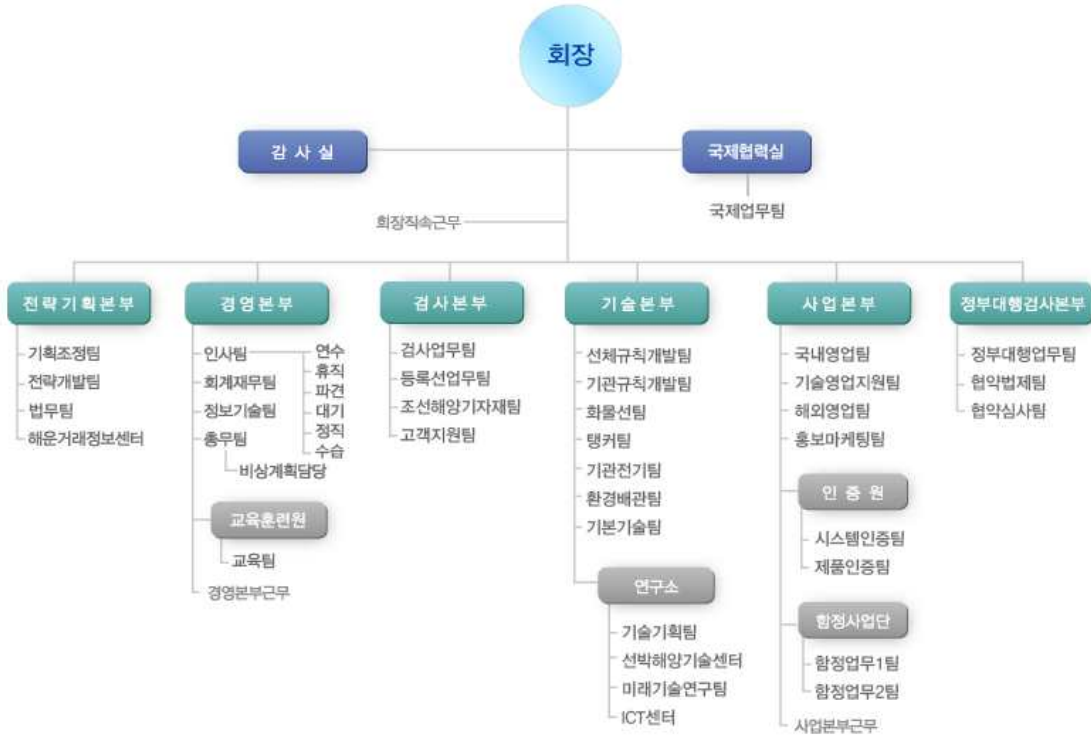 회장
감 사 실
국제협력실
국제업무팀
회장직속근무
전략기획본부
기획조정팀
전략개발팀
법무팀
해운거래정보센터
경영본부
인사팀
연수
휴직
파견
대기
정직
수습
회계재무팀
정보기술팀
총무팀
비상계획담당
교육훈련원
교육팀
경영본부근무
검사본부
검사업무팀
등록선업무팀
조선해양기자재팀
고객지원팀
기술본부
선체규칙개발팀
기관규칙개발팀
화물선팀
탱커팀
기관전기팀
환경배관팀
기본기술팀
연구소
기술기획팀
선박해양기술센터
미래기술연구팀
ICT센터
사업본부
국내영업팀
기술영업지원팀
해외영업팀
홍보마케팅팀
인 증 원
시스템인증팀
제품인증팀
함정사업단
함정업무1팀
함정업무2팀
사업본부근무
정부대행검사본부
정부대행업무팀
협약법제팀
협약심사팀